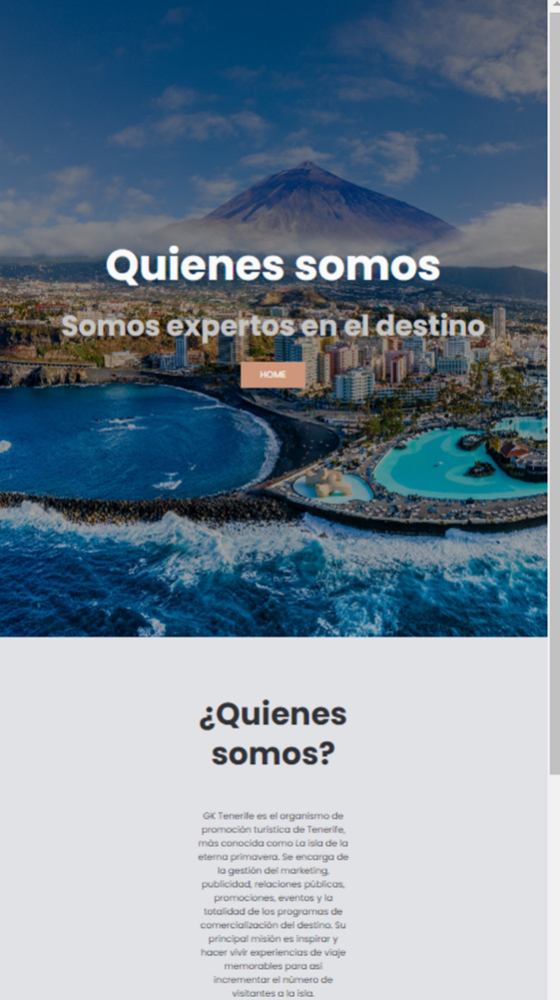 Quienes somos
Somos expertos en el destino
HOME
¿Quienes
somos?
GK Tenerife es el organismo de
promoción turística de Tenerife,
más conocida como La isla de la
eterna primavera. Se encarga de
la gestión del marketing,
publicidad, relaciones públicas,
promociones, eventos y la
totalidad de los programas de
comercialización del destino. Su
principal misión es inspirar y
hacer vivir experiencias de viaje
memorables para así
incrementar el número de
visitantes a la isla.